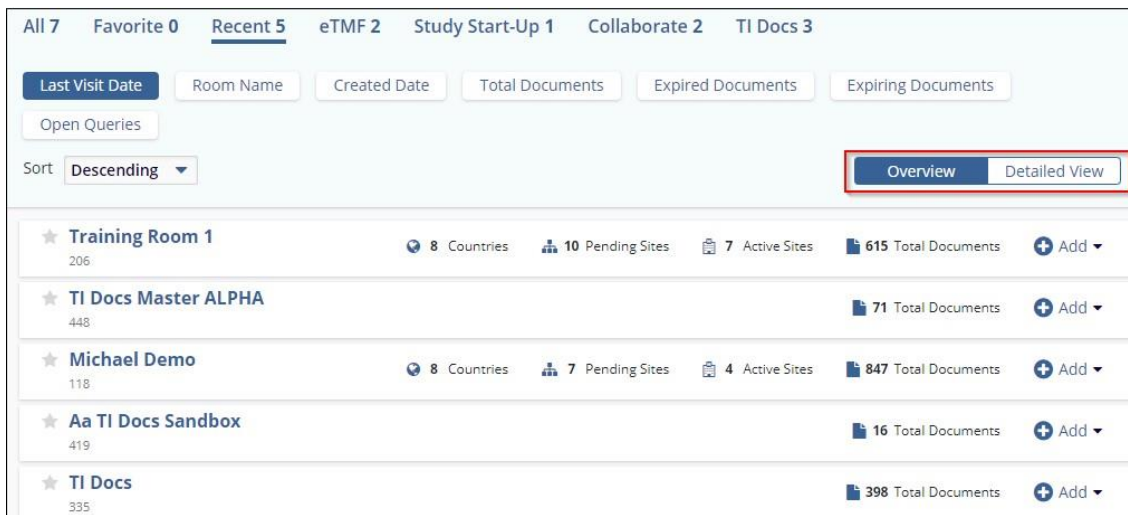 All 7 Favorite 0 Recent 5 eTMF 2 Study Start-Up 1 Collaborate 2 TI Docs 3
Last Visit Date Room Name Created Date Total Documents Expired Documents Expiring Documents
Open Queries
Sort Descending Overview Detailed View
Training Room 1 8 Countries 10 Pending Sites 7 Active Sites 615 Total Documents Add
206
TI Docs Master ALPHA 71 Total Documents Add
448
Michael Demo 8 Countries 7 Pending Sites 4 Active Sites 847 Total Documents Add
118
Aa TI Docs Sandbox 16 Total Documents Add
419
TI Docs 398 Total Documents Add
335